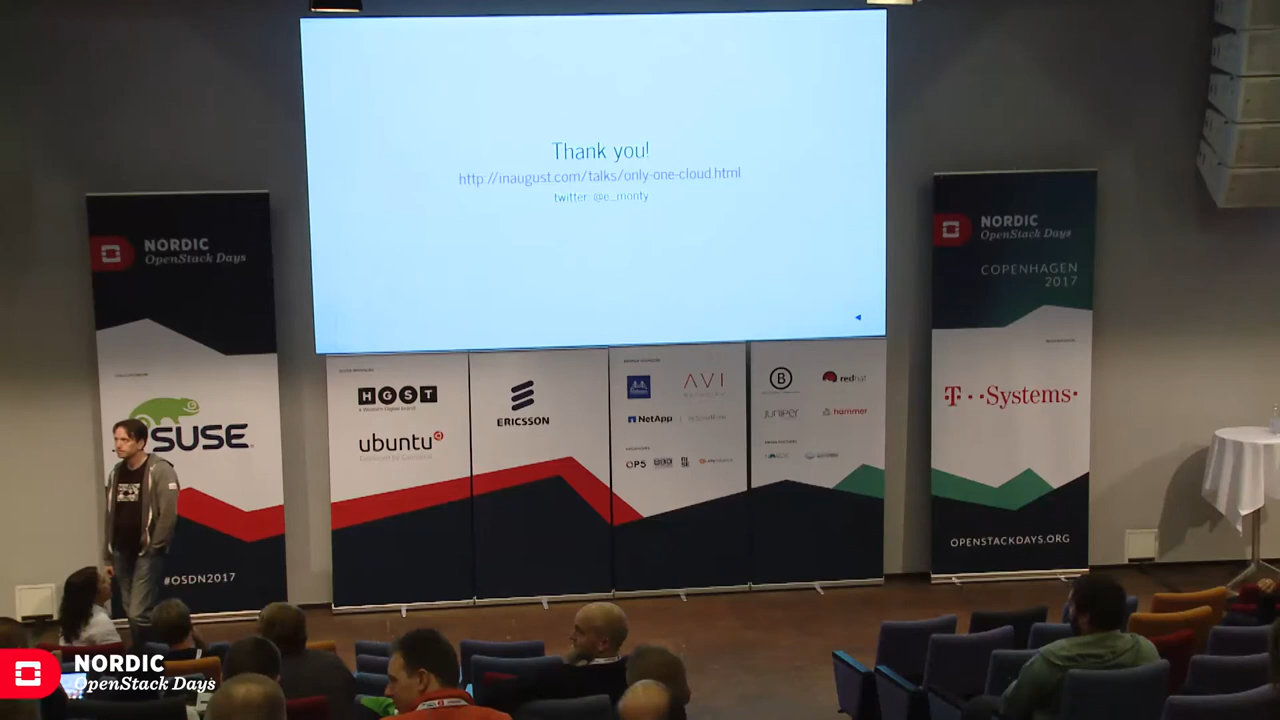 Thank you!
http://inaugust.com/talks/only-one-cloud.html
twitter: @e_monty
NORDIC
OpenStack Days
SUSE
#OSDN2017
HGST
a Western Digital brand
ubuntu
ERICSSON
AVI
NetApp
OP5
B
redhat
JUNIPER
hammer
NORDIC
OpenStack Days
COPENHAGEN
2017
T··Systems·
OPENSTACKDAYS.ORG
NORDIC
OpenStack Days